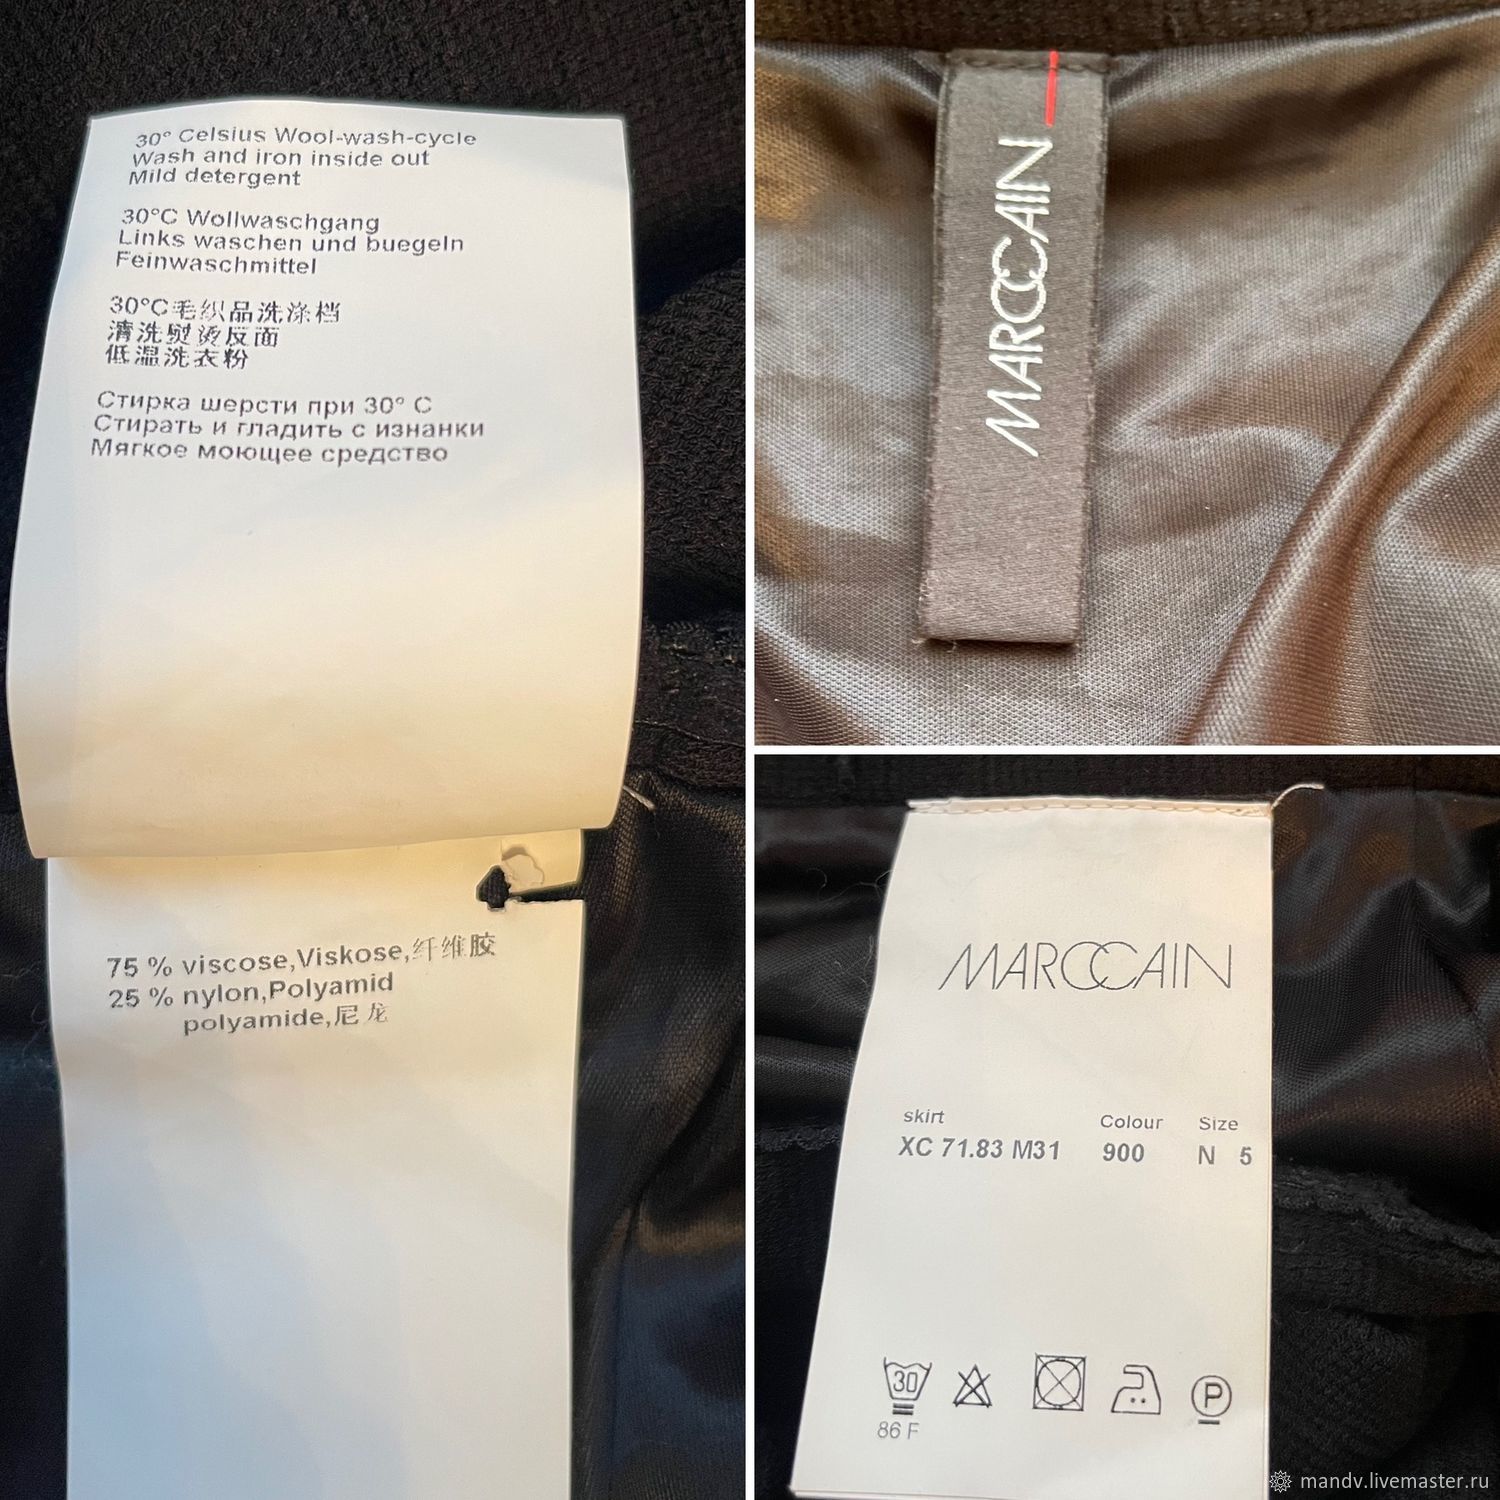 30° Celsius Wool-wash-cycle
Wash and iron inside out
Mild detergent
30°C Wollwaschgang
Links waschen und buegeln
Feinwaschmittel
30°C毛织品洗涤档
清洗熨烫反面
低温洗衣粉
Стирка шерсти при 30° C
Стирать и гладить с изнанки
Мягкое моющее средство
75 % viscose,Viskose,纤维胶
25 % nylon,Polyamid
polyamide,尼龙
MARCCAIN
MARCCAIN
skirt Colour Size
XC 71.83 M31 900 N 5
30 P
86 F
mandv.livemaster.ru